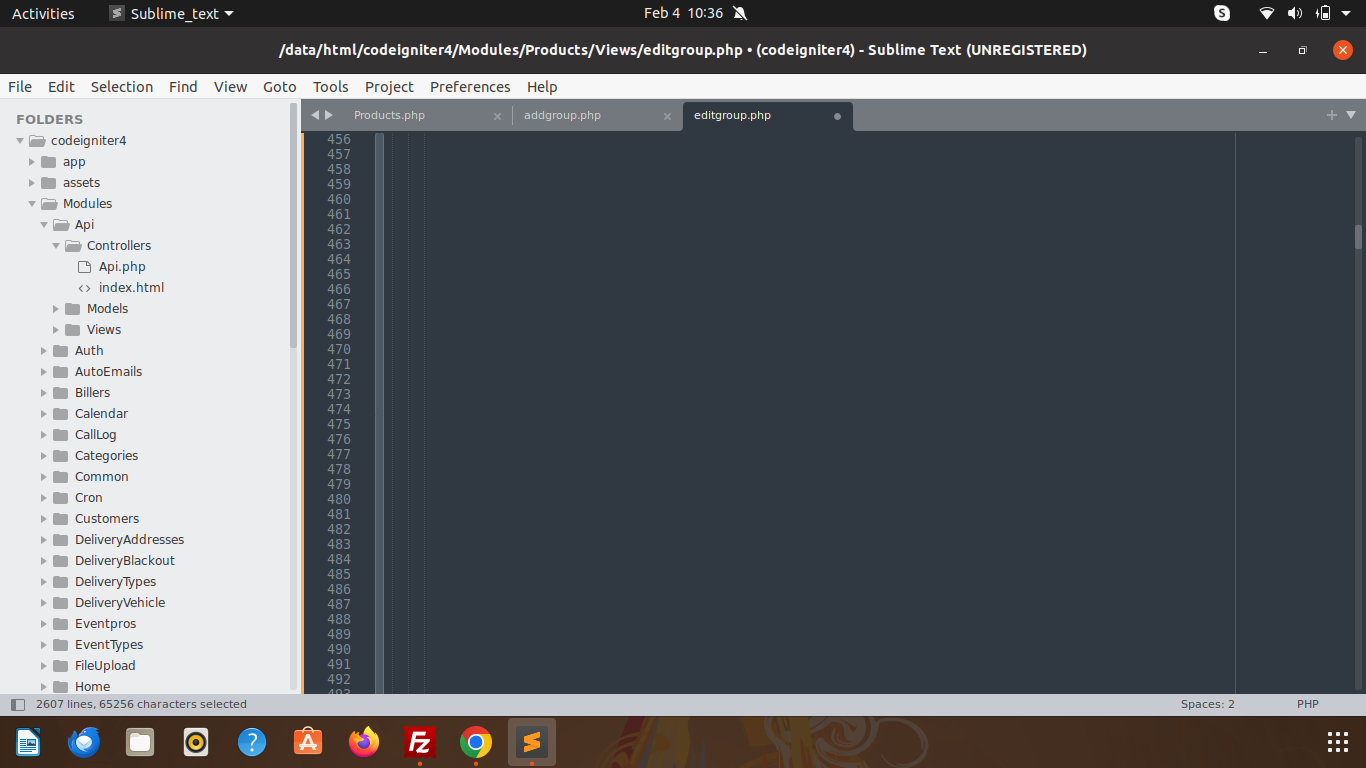 Activities Sublime_text Feb 4 10:36
/data/html/codeigniter4/Modules/Products/Views/editgroup.php • (codeigniter4) - Sublime Text (UNREGISTERED)
File Edit Selection Find View Goto Tools Project Preferences Help
FOLDERS
codeigniter4
app
assets
Modules
Api
Controllers
Api.php
index.html
Models
Views
Auth
AutoEmails
Billers
Calendar
CallLog
Categories
Common
Cron
Customers
DeliveryAddresses
DeliveryBlackout
DeliveryTypes
DeliveryVehicle
Eventpros
EventTypes
FileUpload
Home
Products.php addgroup.php editgroup.php
456
457
458
459
460
461
462
463
464
465
466
467
468
469
470
471
472
473
474
475
476
477
478
479
480
481
482
483
484
485
486
487
488
489
490
491
492
493
2607 lines, 65256 characters selected Spaces: 2 PHP